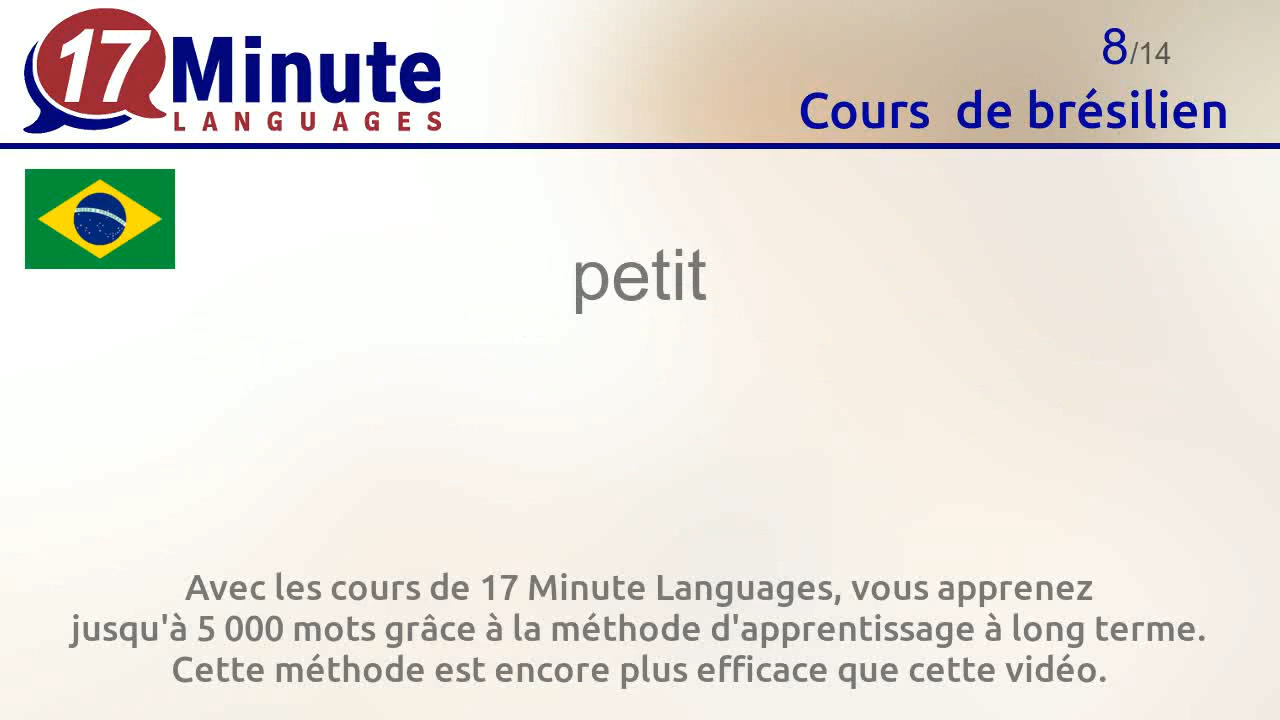 17 Minute
LANGUAGES
8/14
Cours de brésilien
petit
Avec les cours de 17 Minute Languages, vous apprenez
jusqu'à 5 000 mots grâce à la méthode d'apprentissage à long terme.
Cette méthode est encore plus efficace que cette vidéo.